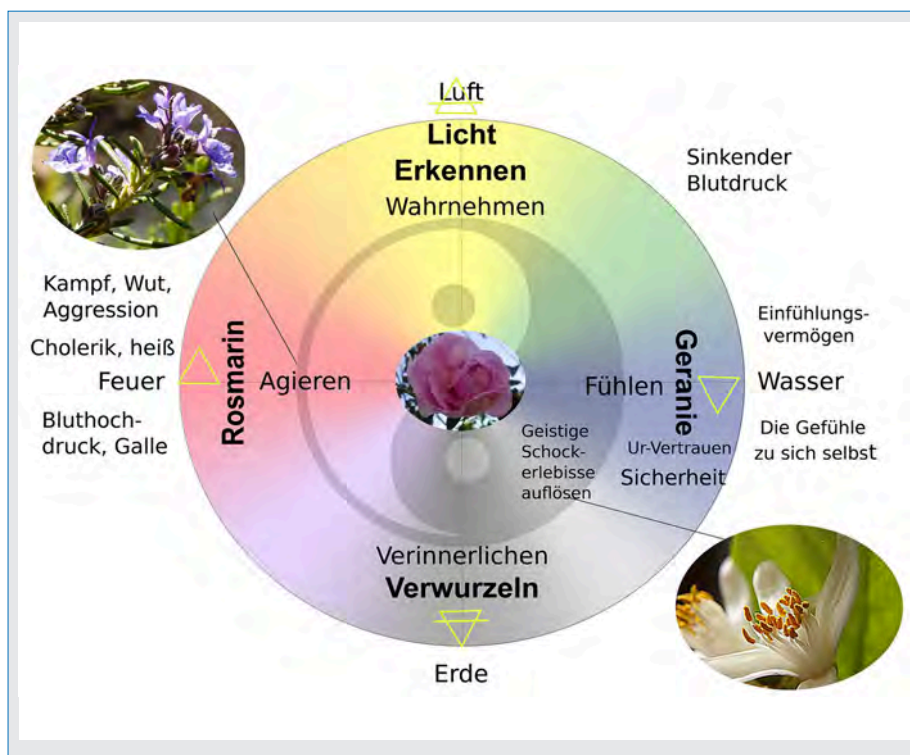 Luft
Licht
Erkennen
Wahrnehmen
Sinkender
Blutdruck
Kampf, Wut,
Aggression
Cholerik, heiß
Feuer
Bluthoch-
druck, Galle
Rosmarin
Agieren
Fühlen
Geranie
Einfühlungs-
vermögen
Wasser
Die Gefühle
zu sich selbst
Geistige
Schock-
erlebisse
auflösen
Ur-Vertrauen
Sicherheit
Verinnerlichen
Verwurzeln
Erde